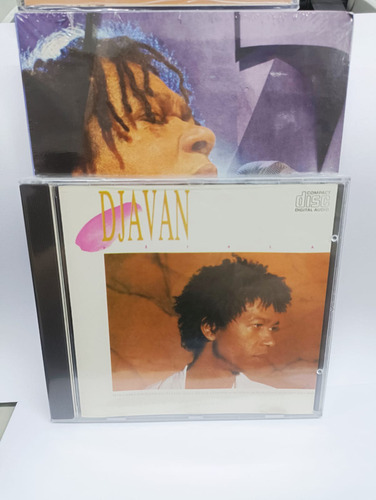 DJAVAN
COMPACT
disc
DIGITAL AUDIO